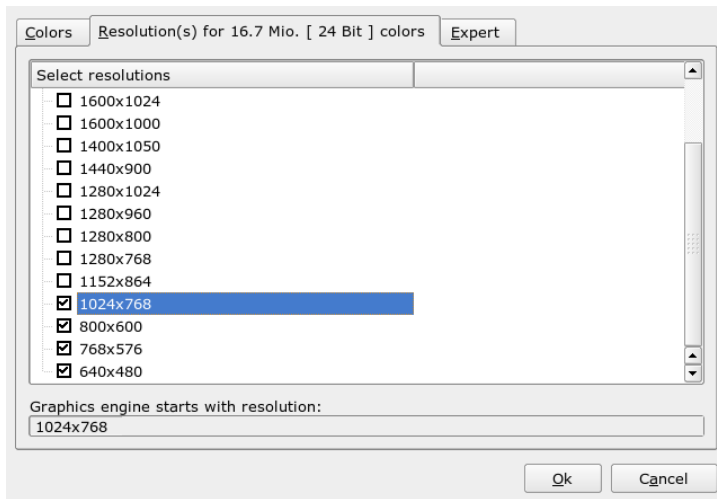 Colors Resolution(s) for 16.7 Mio. [ 24 Bit ] colors Expert
Select resolutions
1600x1024
1600x1000
1400x1050
1440x900
1280x1024
1280x960
1280x800
1280x768
1152x864
1024x768
800x600
768x576
640x480
Graphics engine starts with resolution:
1024x768
Ok Cancel